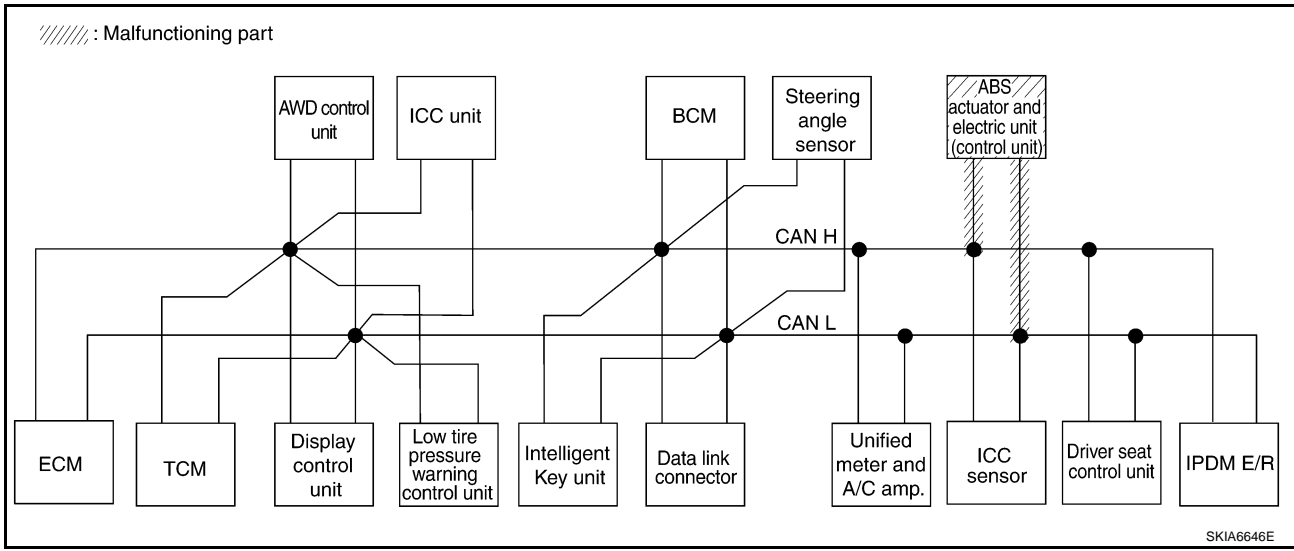 : Malfunctioning part
AWD control
unit
ICC unit
BCM
Steering
angle
sensor
ABS
actuator and
electric unit
(control unit)
CAN H
CAN L
ECM
TCM
Display
control
unit
Low tire
pressure
warning
control unit
Intelligent
Key unit
Data link
connector
Unified
meter and
A/C amp.
ICC
sensor
Driver seat
control unit
IPDM E/R
SKIA6646E